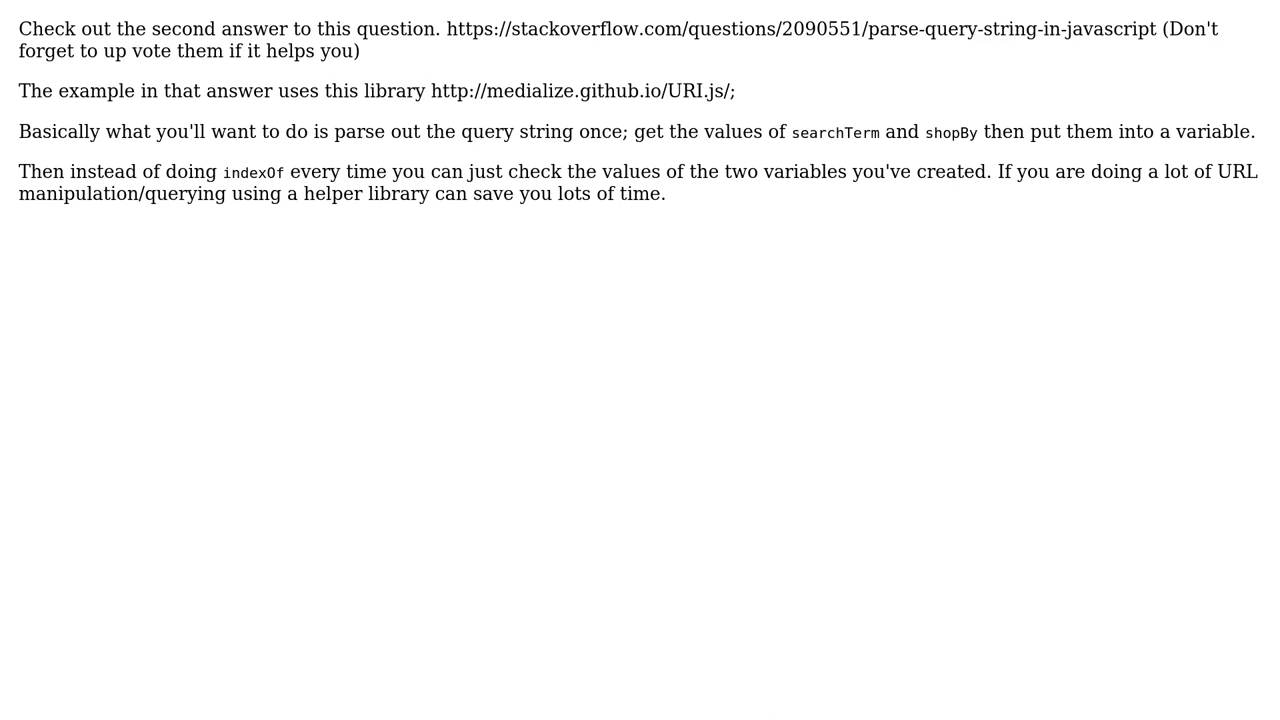 Check out the second answer to this question. https://stackoverflow.com/questions/2090551/parse-query-string-in-javascript (Don't
forget to up vote them if it helps you)
The example in that answer uses this library http://medialize.github.io/URI.js/;
Basically what you'll want to do is parse out the query string once; get the values of searchTerm and shopBy then put them into a variable.
Then instead of doing indexOf every time you can just check the values of the two variables you've created. If you are doing a lot of URL
manipulation/querying using a helper library can save you lots of time.